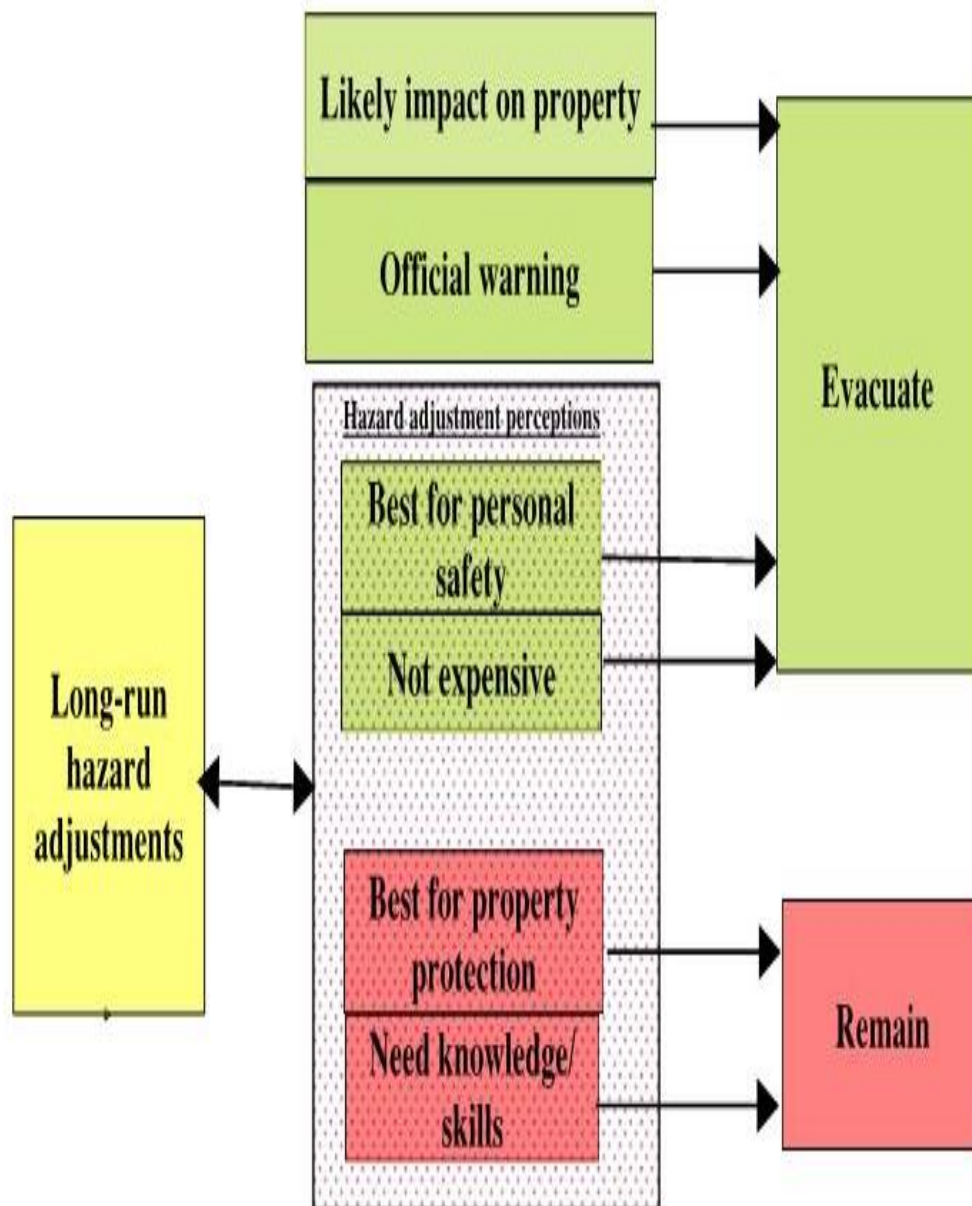 Likely impact on property
Official warning
Evacuate
Hazard adjustment perceptions
Best for personal
safety
Not expensive
Long-run
hazard
adjustments
Best for property
protection
Need knowledge/
skills
Remain